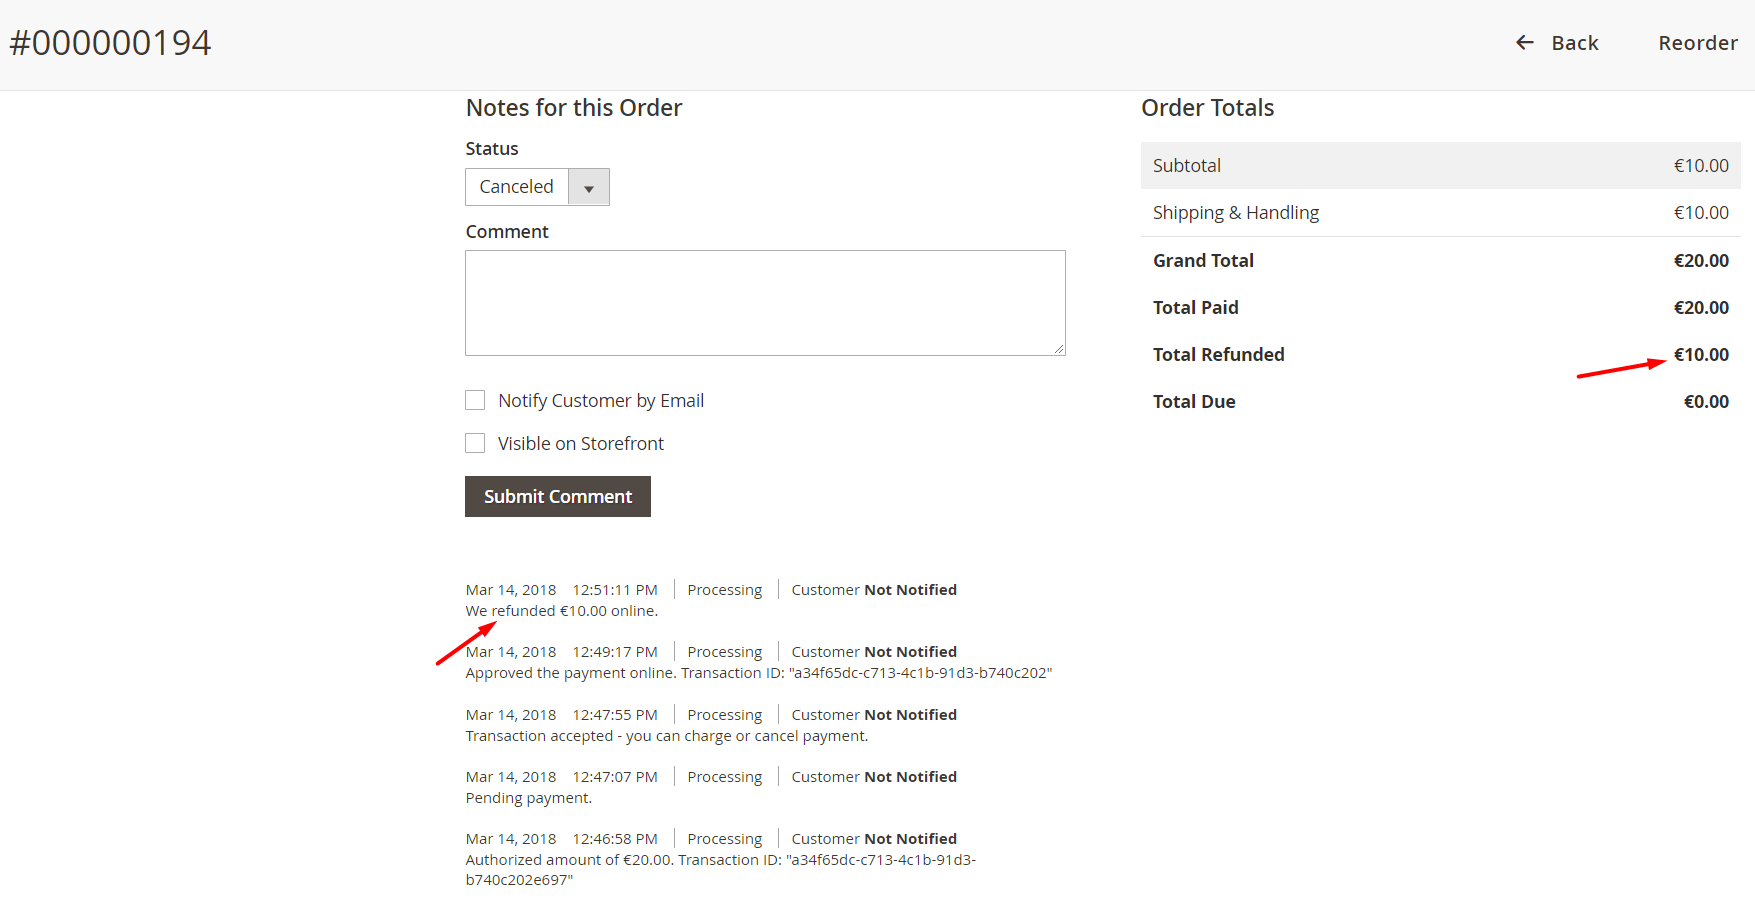 #000000194
Back
Reorder
Notes for this Order
Status
Canceled
Comment
Notify Customer by Email
Visible on Storefront
Submit Comment
Mar 14, 2018 12:51:11 PM Processing Customer Not Notified
We refunded €10.00 online.
Mar 14, 2018 12:49:17 PM Processing Customer Not Notified
Approved the payment online. Transaction ID: "a34f65dc-c713-4c1b-91d3-b740c202"
Mar 14, 2018 12:47:55 PM Processing Customer Not Notified
Transaction accepted - you can charge or cancel payment.
Mar 14, 2018 12:47:07 PM Processing Customer Not Notified
Pending payment.
Mar 14, 2018 12:46:58 PM Processing Customer Not Notified
Authorized amount of €20.00. Transaction ID: "a34f65dc-c713-4c1b-91d3-
b740c202e697"
Order Totals
Subtotal €10.00
Shipping & Handling €10.00
Grand Total €20.00
Total Paid €20.00
Total Refunded €10.00
Total Due €0.00